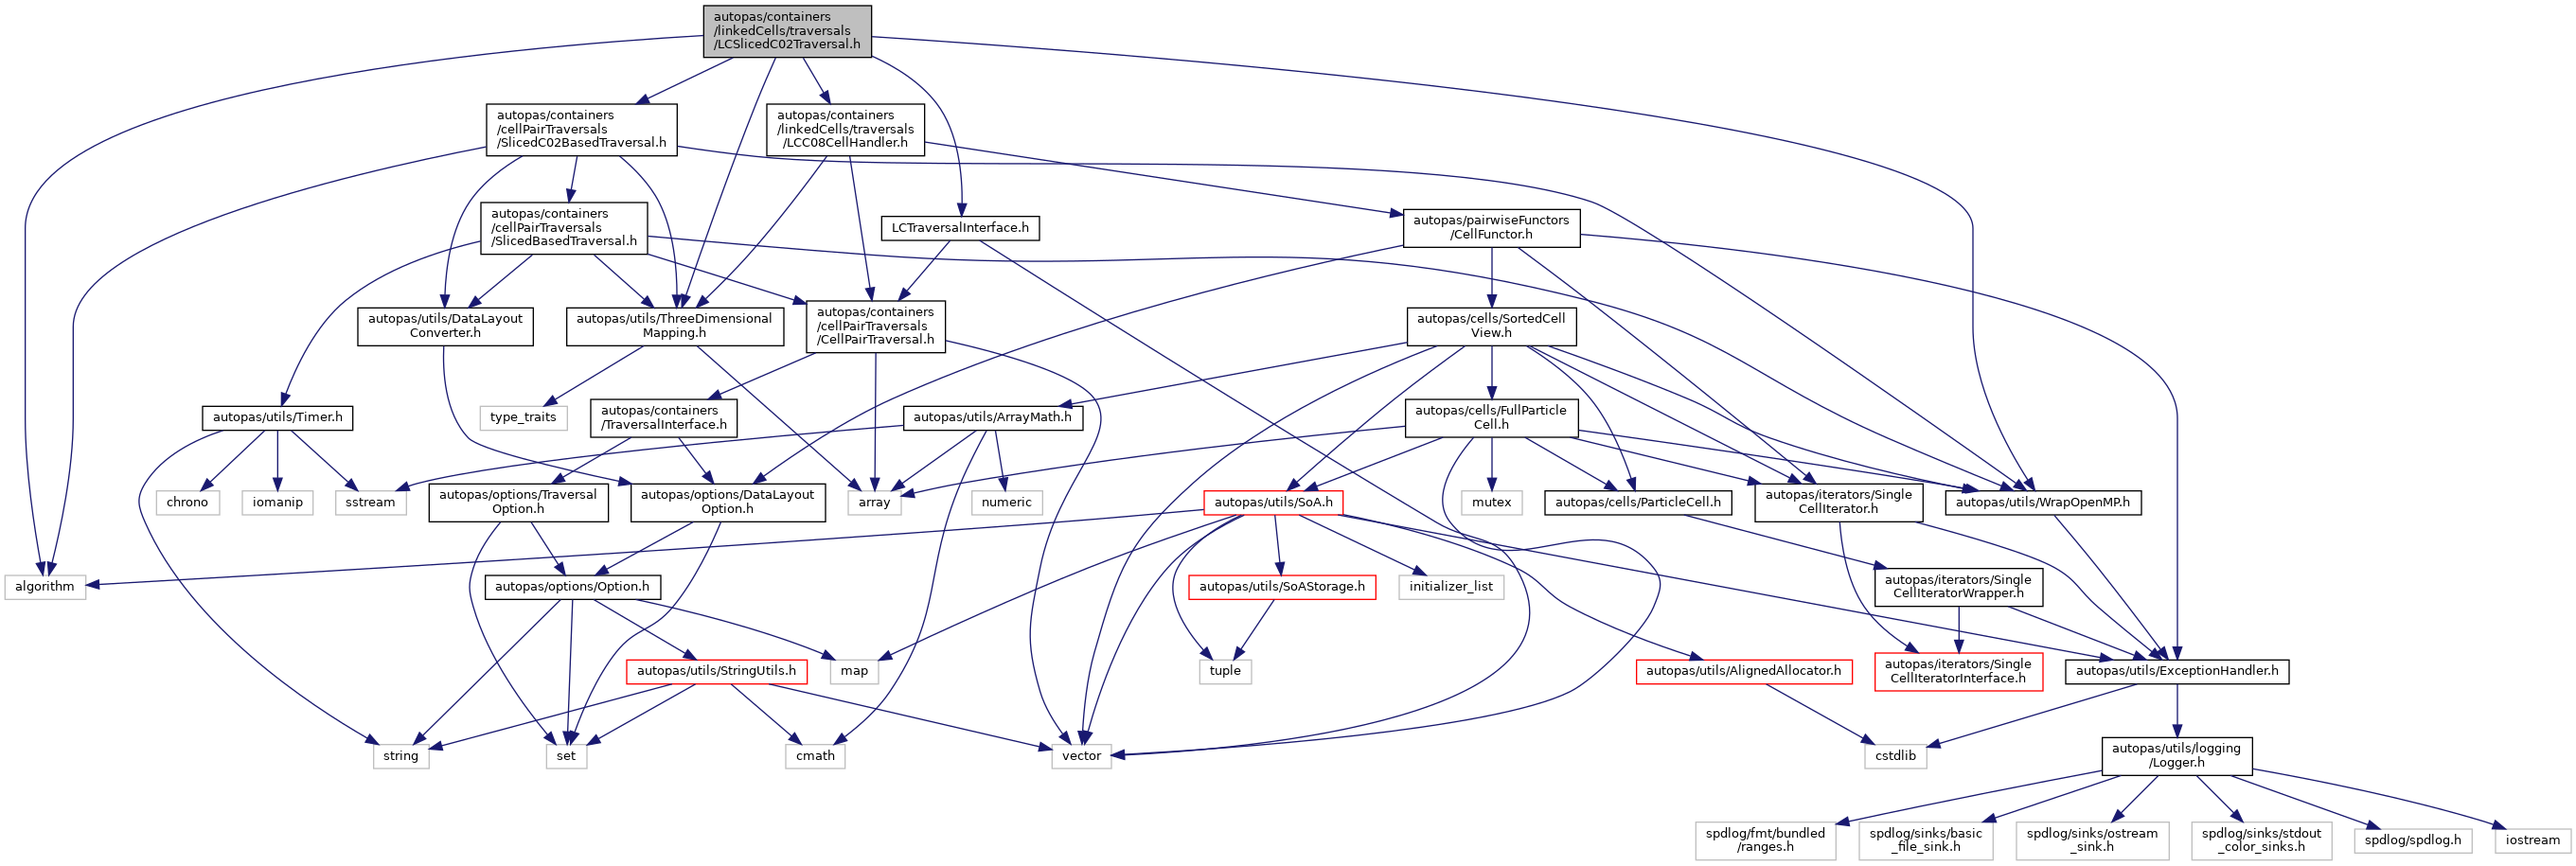 autopas/containers
/linkedCells/traversals
/LCSlicedC02Traversal.h
autopas/containers
/cellPairTraversals
/SlicedC02BasedTraversal.h
autopas/containers
/linkedCells/traversals
/LCC08CellHandler.h
autopas/containers
/cellPairTraversals
/SlicedBasedTraversal.h
LCTraversalInterface.h
autopas/pairwiseFunctors
/CellFunctor.h
autopas/utils/DataLayout
Converter.h
autopas/utils/ThreeDimensional
Mapping.h
autopas/containers
/cellPairTraversals
/CellPairTraversal.h
autopas/cells/SortedCell
View.h
autopas/utils/Timer.h
type_traits
autopas/containers
/TraversalInterface.h
autopas/utils/ArrayMath.h
autopas/cells/FullParticle
Cell.h
chrono
iomanip
sstream
autopas/options/Traversal
Option.h
autopas/options/DataLayout
Option.h
array
numeric
autopas/utils/SoA.h
mutex
autopas/cells/ParticleCell.h
autopas/iterators/Single
CellIterator.h
autopas/utils/WrapOpenMP.h
algorithm
autopas/options/Option.h
autopas/utils/SoAStorage.h
initializer_list
autopas/iterators/Single
CellIteratorWrapper.h
autopas/utils/StringUtils.h
map
tuple
autopas/utils/AlignedAllocator.h
autopas/iterators/Single
CellIteratorInterface.h
autopas/utils/ExceptionHandler.h
string
set
cmath
vector
cstdlib
autopas/utils/logging
/Logger.h
spdlog/fmt/bundled
/ranges.h
spdlog/sinks/basic
_file_sink.h
spdlog/sinks/ostream
_sink.h
spdlog/sinks/stdout
_color_sinks.h
spdlog/spdlog.h
iostream